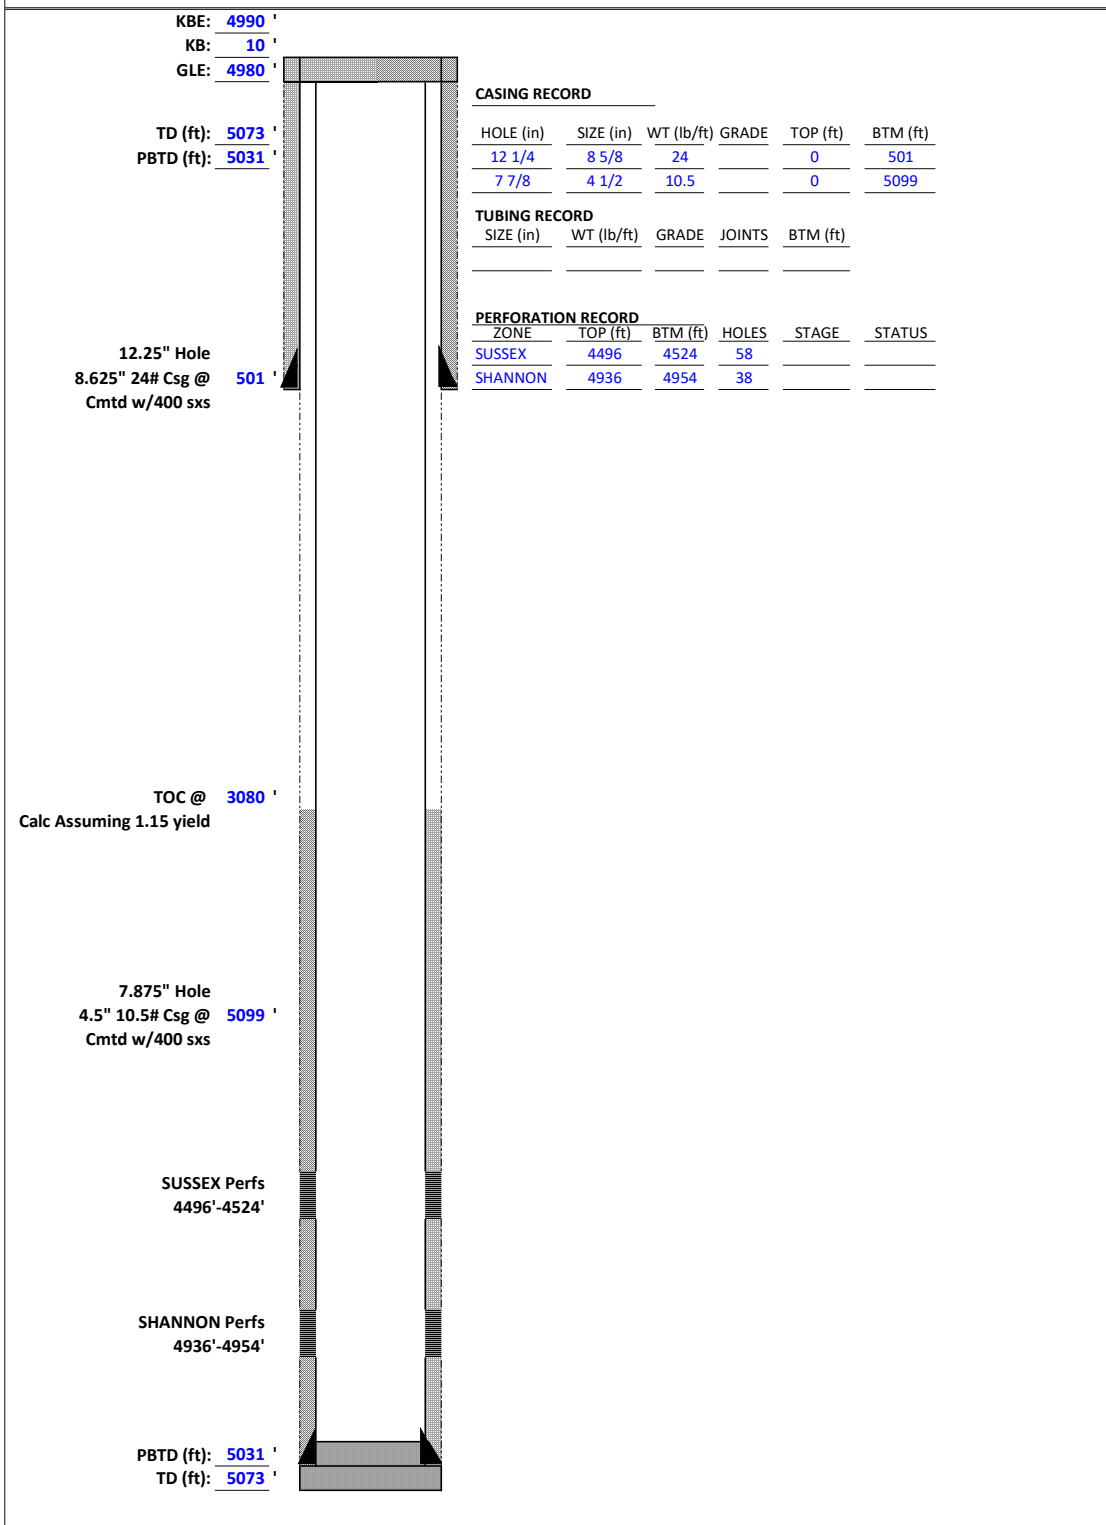 KBE: 4990 '
KB: 10 '
GLE: 4980 '
CASING RECORD
TD (ft): 5073 ' HOLE (in) SIZE (in) WT (lb/ft) GRADE TOP (ft) BTM (ft)
PBTD (ft): 5031 ' 12 1/4 8 5/8 24 0 501
7 7/8 4 1/2 10.5 0 5099
TUBING RECORD
SIZE (in) WT (lb/ft) GRADE JOINTS BTM (ft)
PERFORATION RECORD
ZONE TOP (ft) BTM (ft) HOLES STAGE STATUS
12.25" Hole SUSSEX 4496 4524 58
8.625" 24# Csg @ 501 ' SHANNON 4936 4954 38
Cmtd w/400 sxs
TOC @ 3080 '
Calc Assuming 1.15 yield
7.875" Hole
4.5" 10.5# Csg @ 5099 '
Cmtd w/400 sxs
SUSSEX Perfs
4496'-4524'
SHANNON Perfs
4936'-4954'
PBTD (ft): 5031 '
TD (ft): 5073 '